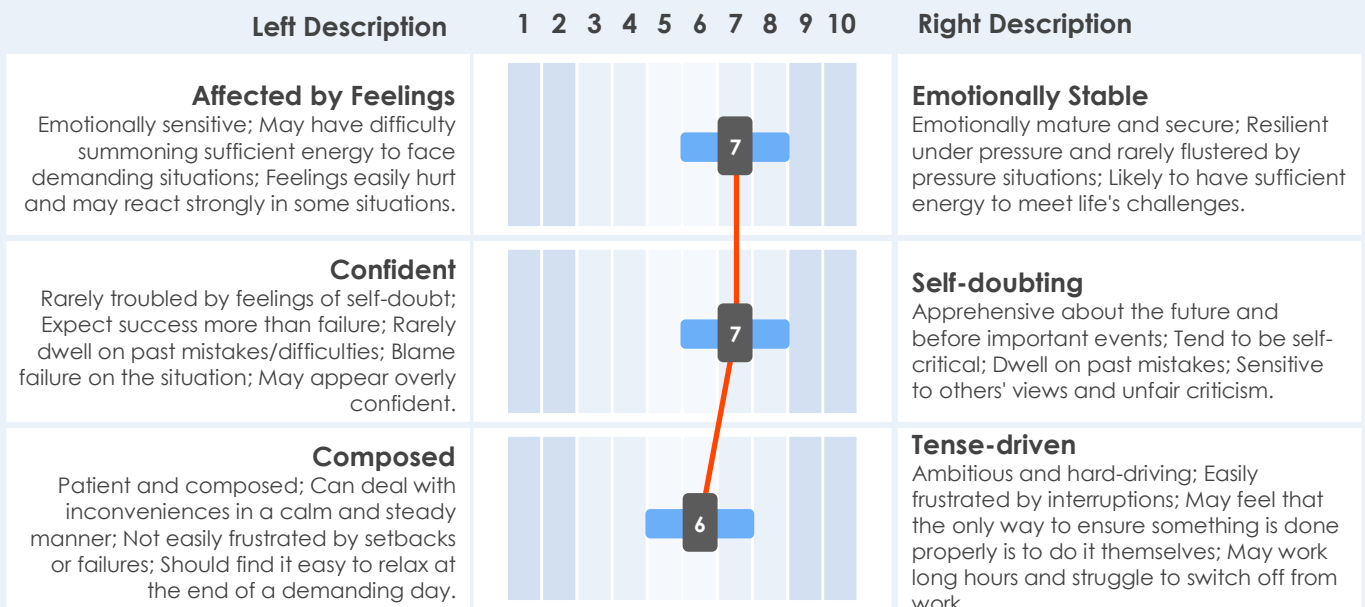 Left Description 1 2 3 4 5 6 7 8 9 10 Right Description
Affected by Feelings
Emotionally sensitive; May have difficulty
summoning sufficient energy to face
demanding situations; Feelings easily hurt
and may react strongly in some situations.
7
Emotionally Stable
Emotionally mature and secure; Resilient
under pressure and rarely flustered by
pressure situations; Likely to have sufficient
energy to meet life's challenges.
Confident
Rarely troubled by feelings of self-doubt;
Expect success more than failure; Rarely
dwell on past mistakes/difficulties; Blame
failure on the situation; May appear overly
confident.
7
Self-doubting
Apprehensive about the future and
before important events; Tend to be self-
critical; Dwell on past mistakes; Sensitive
to others' views and unfair criticism.
Composed
Patient and composed; Can deal with
inconveniences in a calm and steady
manner; Not easily frustrated by setbacks
or failures; Should find it easy to relax at
the end of a demanding day.
6
Tense-driven
Ambitious and hard-driving; Easily
frustrated by interruptions; May feel that
the only way to ensure something is done
properly is to do it themselves; May work
long hours and struggle to switch off from
work.